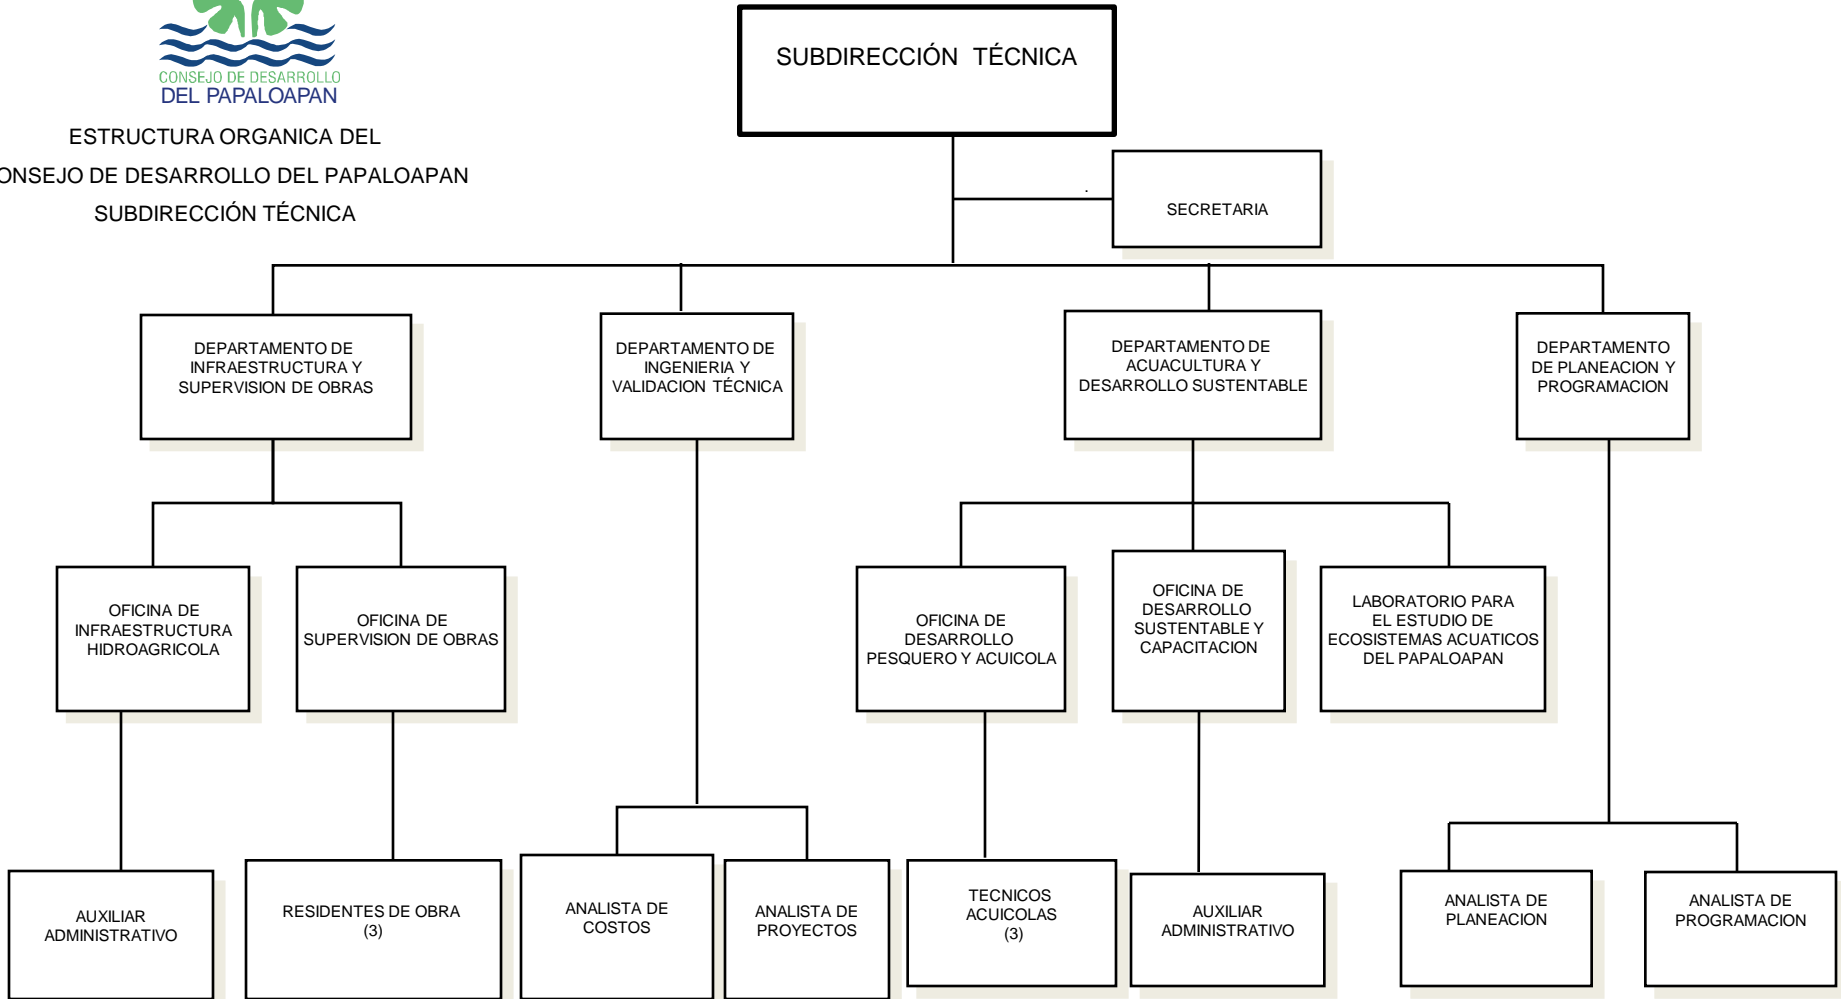 CONSEJO DE DESARROLLO
DEL PAPALOAPAN
ESTRUCTURA ORGANICA DEL
ONSEJO DE DESARROLLO DEL PAPALOAPAN
SUBDIRECCIÓN TÉCNICA
SUBDIRECCIÓN TÉCNICA
.
SECRETARIA
DEPARTAMENTO DE
INFRAESTRUCTURA Y
SUPERVISION DE OBRAS
DEPARTAMENTO DE
INGENIERIA Y
VALIDACION TÉCNICA
DEPARTAMENTO DE
ACUACULTURA Y
DESARROLLO SUSTENTABLE
DEPARTAMENTO
DE PLANEACION Y
PROGRAMACION
OFICINA DE
INFRAESTRUCTURA
HIDROAGRICOLA
OFICINA DE
SUPERVISION DE OBRAS
OFICINA DE
DESARROLLO
PESQUERO Y ACUICOLA
OFICINA DE
DESARROLLO
SUSTENTABLE Y
CAPACITACION
LABORATORIO PARA
EL ESTUDIO DE
ECOSISTEMAS ACUATICOS
DEL PAPALOAPAN
AUXILIAR
ADMINISTRATIVO
RESIDENTES DE OBRA
(3)
ANALISTA DE
COSTOS
ANALISTA DE
PROYECTOS
TECNICOS
ACUICOLAS
(3)
AUXILIAR
ADMINISTRATIVO
ANALISTA DE
PLANEACION
ANALISTA DE
PROGRAMACION